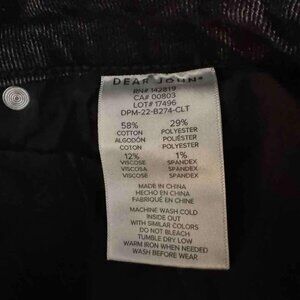 DEAR JOHN®
RN# 142819
CA# 00803
LOT# 17496
DPM-22-B274-CLT
58% 29%
COTTON POLYESTER
ALGODÓN POLIÉSTER
COTON POLYESTER
12% 1%
VISCOSE SPANDEX
VISCOSA SPANDEX
VISCOSE SPANDEX
MADE IN CHINA
HECHO EN CHINA
FABRIQUÉ EN CHINE
MACHINE WASH COLD
INSIDE OUT
WITH SIMILAR COLORS
DO NOT BLEACH
TUMBLE DRY LOW
WARM IRON WHEN NEEDED
WASH BEFORE WEAR